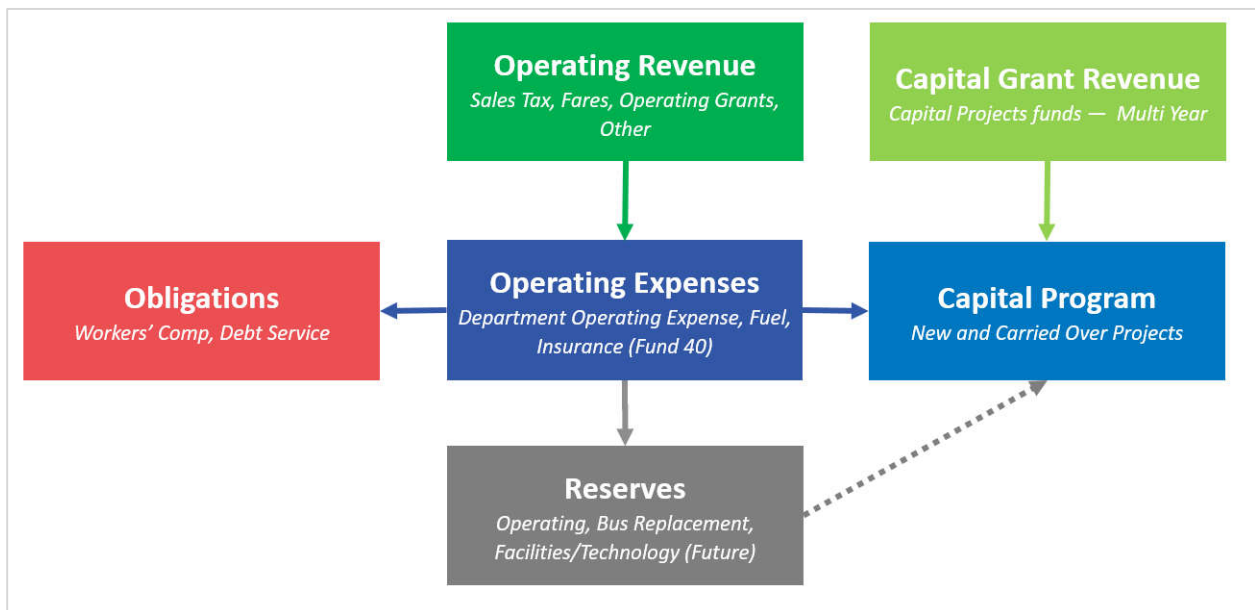 Operating Revenue
Sales Tax, Fares, Operating Grants,
Other
Capital Grant Revenue
Capital Projects funds — Multi Year
Obligations
Workers’ Comp, Debt Service
Operating Expenses
Department Operating Expense, Fuel,
Insurance (Fund 40)
Capital Program
New and Carried Over Projects
Reserves
Operating, Bus Replacement,
Facilities/Technology (Future)